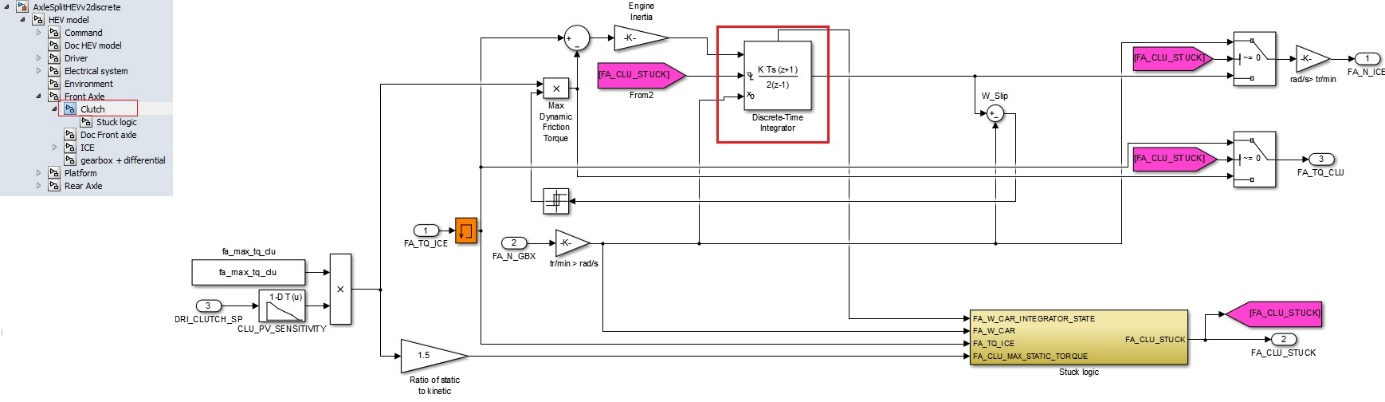 AxleSplitHEVv2discrete
HEV model
Command
Doc HEV model
Driver
Electrical system
Environment
Front Axle
Clutch
Stuck logic
Doc Front axle
ICE
gearbox + differential
Platform
Rear Axle
Engine
Inertia
-K-
[FA_CLU_STUCK]
From2
×
Max
Dynamic
Friction
Torque
K Ts (z+1)
2(z-1)
xo
Discrete-Time
Integrator
W_Slip
[FA_CLU_STUCK]
~= 0
-K-
rad/s> tr/min
1
FA_N_ICE
[FA_CLU_STUCK]
~= 0
3
FA_TQ_CLU
1
FA_TQ_ICE
2
FA_N_GBX
-K-
tr/min > rad/s
fa_max_tq_clu
fa_max_tq_clu
3
DRI_CLUTCH_SP
1-D T(u)
CLU_PV_SENSITIVITY
×
1.5
Ratio of static
to kinetic
FA_W_CAR_INTEGRATOR_STATE
FA_W_CAR
FA_TQ_ICE
FA_CLU_MAX_STATIC_TORQUE
FA_CLU_STUCK
Stuck logic
[FA_CLU_STUCK]
2
FA_CLU_STUCK